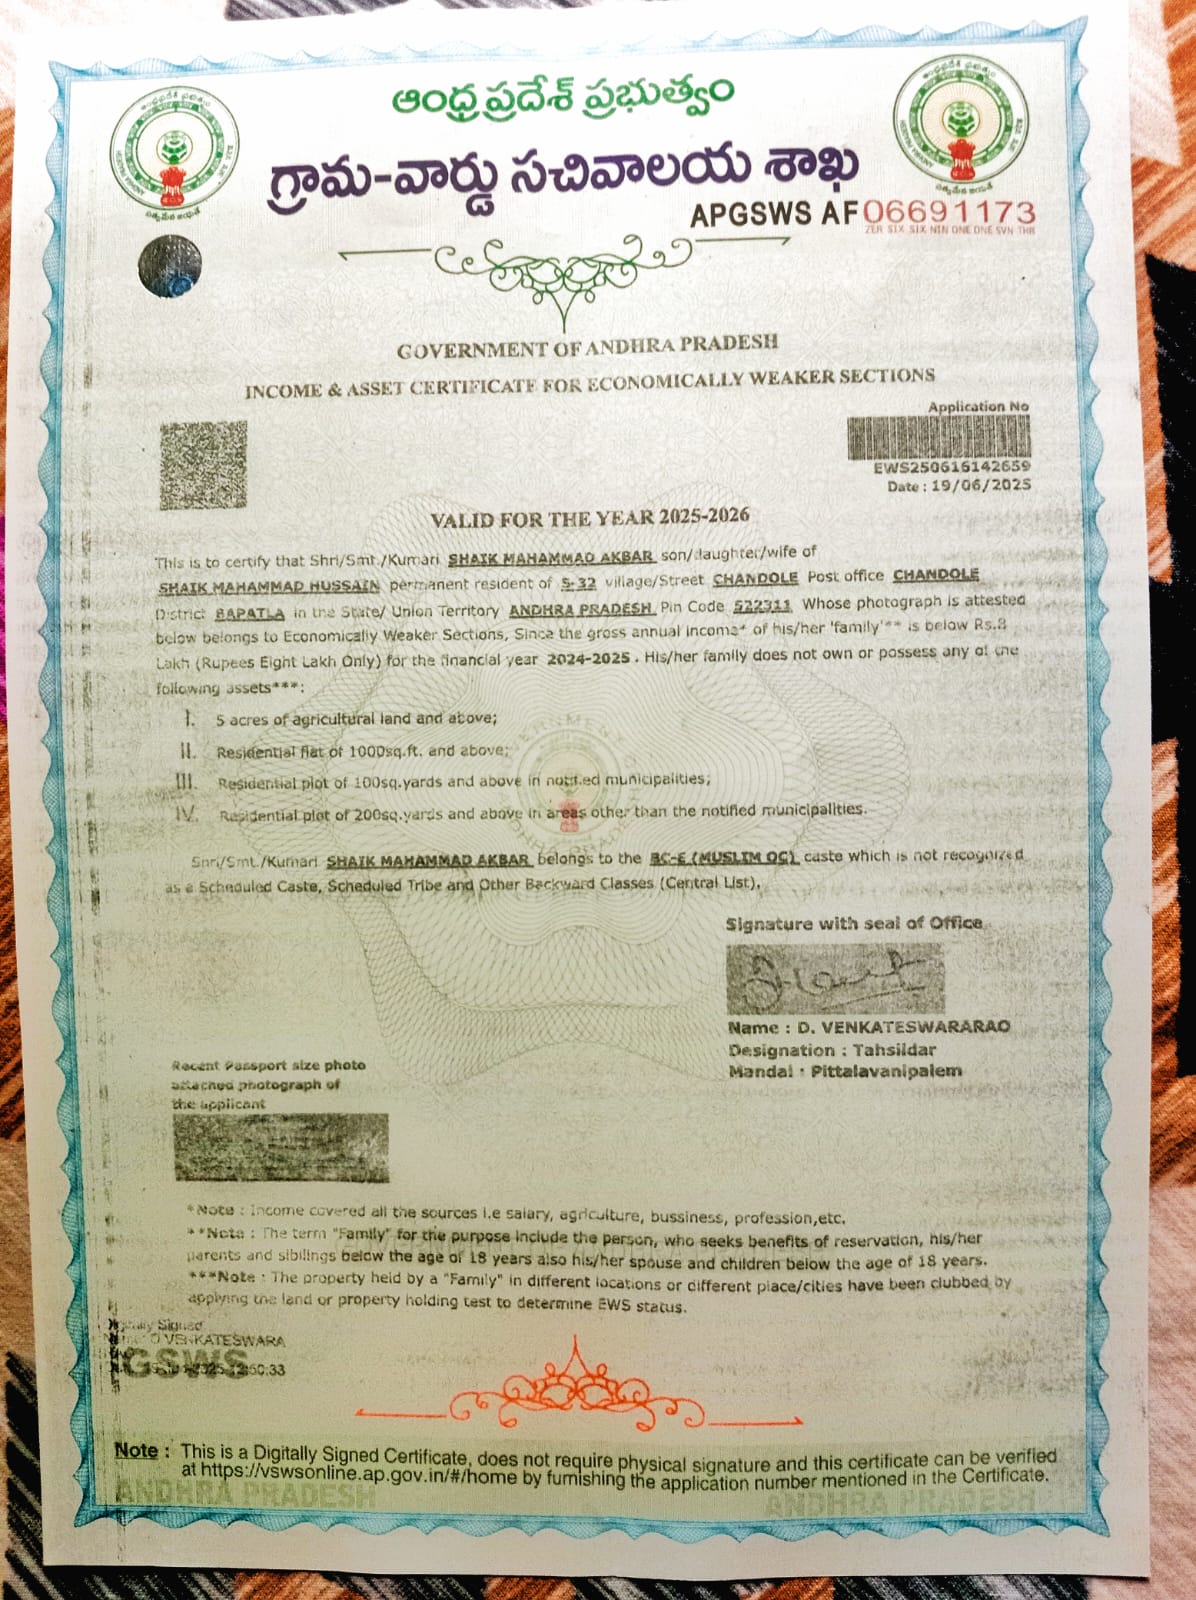 ఆంధ్ర ప్రదేశ్ ప్రభుత్వం
గ్రామ-వార్డు సచివాలయ శాఖ
APGSWS AF 06691173
ZER SIX SIX NIN ONE ONE SVN THR
GOVERNMENT OF ANDHRA PRADESH
INCOME & ASSET CERTIFICATE FOR ECONOMICALLY WEAKER SECTIONS
Application No
EWS250616142659
Date : 19/06/2025
VALID FOR THE YEAR 2025-2026
This is to certify that Shri/Smt./Kumari SHAIK MAHAMMAD AKBAR son/daughter/wife of
SHAIK MAHAMMAD HUSSAIN permanent resident of S-32 village/Street CHANDOLE Post office CHANDOLE
District BAPATLA in the State/ Union Territory ANDHRA PRADESH Pin Code 522311 Whose photograph is attested
below belongs to Economically Weaker Sections, Since the gross annual income* of his/her 'family'** is below Rs.8
Lakh (Rupees Eight Lakh Only) for the financial year 2024-2025 . His/her family does not own or possess any of the
following assets***:
I. 5 acres of agricultural land and above;
II. Residential flat of 1000sq.ft. and above;
III. Residential plot of 100sq.yards and above in notified municipalities;
IV. Residential plot of 200sq.yards and above in areas other than the notified municipalities.
Shri/Smt./Kumari SHAIK MAHAMMAD AKBAR belongs to the BC-E (MUSLIM OC) caste which is not recognized
as a Scheduled Caste, Scheduled Tribe and Other Backward Classes (Central List).
Signature with seal of Office
Name : D. VENKATESWARARAO
Designation : Tahsildar
Mandal : Pittalavanipalem
Recent Passport size photo
attached photograph of
the applicant
*Note : Income covered all the sources i.e salary, agriculture, bussiness, profession,etc.
**Note : The term "Family" for the purpose include the person, who seeks benefits of reservation, his/her
parents and sibilings below the age of 18 years also his/her spouse and children below the age of 18 years.
***Note : The property held by a "Family" in different locations or different place/cities have been clubbed by
applying the land or property holding test to determine EWS status.
Digitally Signed
D VENKATESWARA
GSWS
Note : This is a Digitally Signed Certificate, does not require physical signature and this certificate can be verified
at https://vswsonline.ap.gov.in/#/home by furnishing the application number mentioned in the Certificate.
ANDHRA PRADESH ANDHRA PRADESH